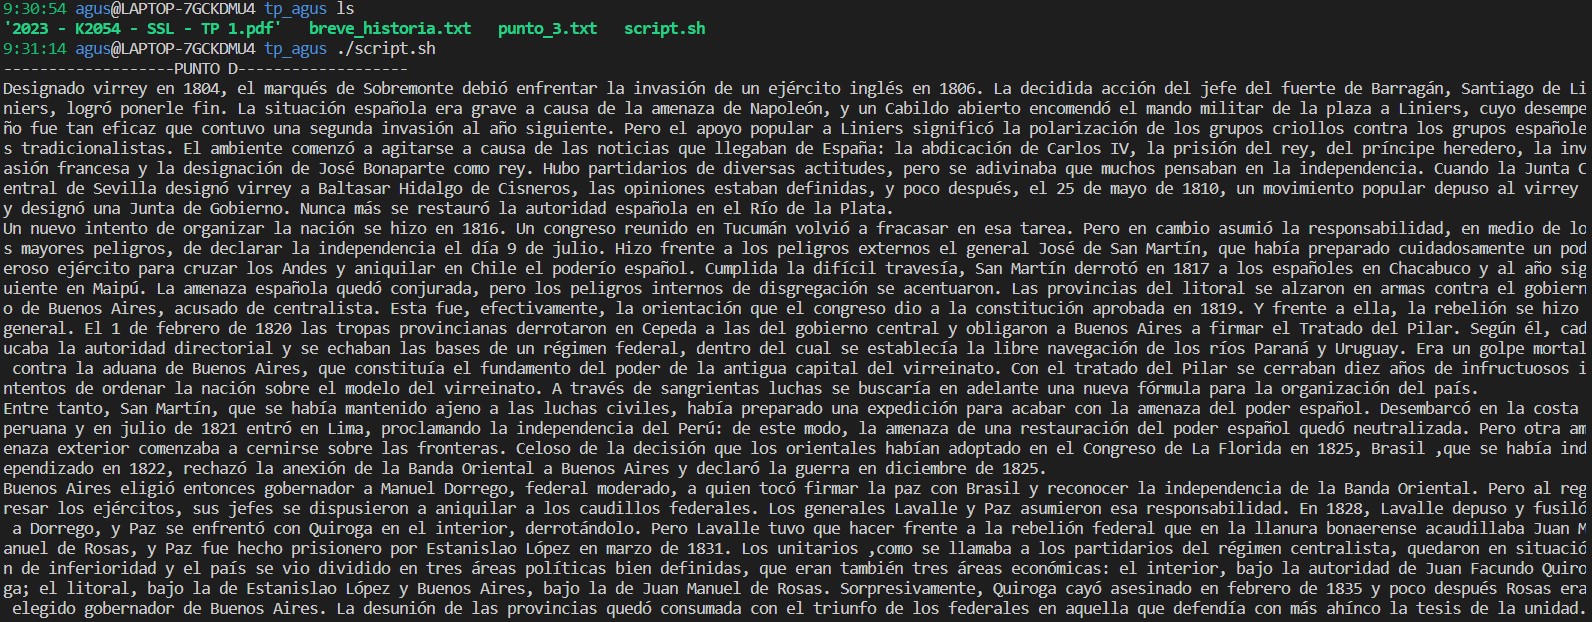 9:30:54 agus@LAPTOP-7GCKDMU4 tp_agus ls
'2023 - K2054 - SSL - TP 1.pdf'   breve_historia.txt   punto_3.txt   script.sh
9:31:14 agus@LAPTOP-7GCKDMU4 tp_agus ./script.sh
-------------------PUNTO D-------------------
Designado virrey en 1804, el marqués de Sobremonte debió enfrentar la invasión de un ejército inglés en 1806. La decidida acción del jefe del fuerte de Barragán, Santiago de Li
niers, logró ponerle fin. La situación española era grave a causa de la amenaza de Napoleón, y un Cabildo abierto encomendó el mando militar de la plaza a Liniers, cuyo desempe
ño fue tan eficaz que contuvo una segunda invasión al año siguiente. Pero el apoyo popular a Liniers significó la polarización de los grupos criollos contra los grupos españole
s tradicionalistas. El ambiente comenzó a agitarse a causa de las noticias que llegaban de España: la abdicación de Carlos IV, la prisión del rey, del príncipe heredero, la inv
asión francesa y la designación de José Bonaparte como rey. Hubo partidarios de diversas actitudes, pero se adivinaba que muchos pensaban en la independencia. Cuando la Junta C
entral de Sevilla designó virrey a Baltasar Hidalgo de Cisneros, las opiniones estaban definidas, y poco después, el 25 de mayo de 1810, un movimiento popular depuso al virrey
y designó una Junta de Gobierno. Nunca más se restauró la autoridad española en el Río de la Plata.
Un nuevo intento de organizar la nación se hizo en 1816. Un congreso reunido en Tucumán volvió a fracasar en esa tarea. Pero en cambio asumió la responsabilidad, en medio de lo
s mayores peligros, de declarar la independencia el día 9 de julio. Hizo frente a los peligros externos el general José de San Martín, que había preparado cuidadosamente un pod
eroso ejército para cruzar los Andes y aniquilar en Chile el poderío español. Cumplida la difícil travesía, San Martín derrotó en 1817 a los españoles en Chacabuco y al año sig
uiente en Maipú. La amenaza española quedó conjurada, pero los peligros internos de disgregación se acentuaron. Las provincias del litoral se alzaron en armas contra el gobiern
o de Buenos Aires, acusado de centralista. Esta fue, efectivamente, la orientación que el congreso dio a la constitución aprobada en 1819. Y frente a ella, la rebelión se hizo
general. El 1 de febrero de 1820 las tropas provincianas derrotaron en Cepeda a las del gobierno central y obligaron a Buenos Aires a firmar el Tratado del Pilar. Según él, cad
ucaba la autoridad directorial y se echaban las bases de un régimen federal, dentro del cual se establecía la libre navegación de los ríos Paraná y Uruguay. Era un golpe mortal
 contra la aduana de Buenos Aires, que constituía el fundamento del poder de la antigua capital del virreinato. Con el tratado del Pilar se cerraban diez años de infructuosos i
ntentos de ordenar la nación sobre el modelo del virreinato. A través de sangrientas luchas se buscaría en adelante una nueva fórmula para la organización del país.
Entre tanto, San Martín, que se había mantenido ajeno a las luchas civiles, había preparado una expedición para acabar con la amenaza del poder español. Desembarcó en la costa
peruana y en julio de 1821 entró en Lima, proclamando la independencia del Perú: de este modo, la amenaza de una restauración del poder español quedó neutralizada. Pero otra am
enaza exterior comenzaba a cernirse sobre las fronteras. Celoso de la decisión que los orientales habían adoptado en el Congreso de La Florida en 1825, Brasil ,que se había ind
ependizado en 1822, rechazó la anexión de la Banda Oriental a Buenos Aires y declaró la guerra en diciembre de 1825.
Buenos Aires eligió entonces gobernador a Manuel Dorrego, federal moderado, a quien tocó firmar la paz con Brasil y reconocer la independencia de la Banda Oriental. Pero al reg
resar los ejércitos, sus jefes se dispusieron a aniquilar a los caudillos federales. Los generales Lavalle y Paz asumieron esa responsabilidad. En 1828, Lavalle depuso y fusiló
 a Dorrego, y Paz se enfrentó con Quiroga en el interior, derrotándolo. Pero Lavalle tuvo que hacer frente a la rebelión federal que en la llanura bonaerense acaudillaba Juan M
anuel de Rosas, y Paz fue hecho prisionero por Estanislao López en marzo de 1831. Los unitarios ,como se llamaba a los partidarios del régimen centralista, quedaron en situació
n de inferioridad y el país se vio dividido en tres áreas políticas bien definidas, que eran también tres áreas económicas: el interior, bajo la autoridad de Juan Facundo Quiro
ga; el litoral, bajo la de Estanislao López y Buenos Aires, bajo la de Juan Manuel de Rosas. Sorpresivamente, Quiroga cayó asesinado en febrero de 1835 y poco después Rosas era
 elegido gobernador de Buenos Aires. La desunión de las provincias quedó consumada con el triunfo de los federales en aquella que defendía con más ahínco la tesis de la unidad.